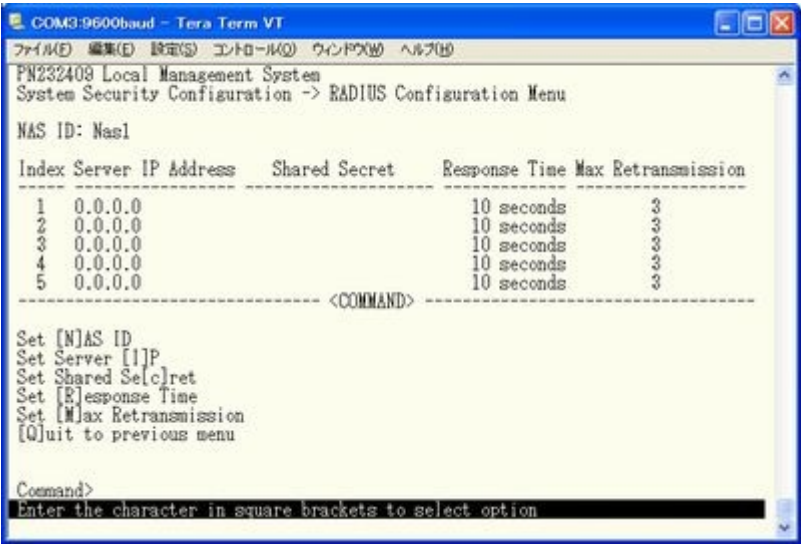 COM3:9600baud - Tera Term VT
ファイル(F) 編集(E) 設定(S) コントロール(O) ウィンドウ(W) ヘルプ(H)
PN232409 Local Management System
System Security Configuration -> RADIUS Configuration Menu
NAS ID: Nas1
Index Server IP Address Shared Secret Response Time Max Retransmission
----- ----------------- ------------------- ------------- ------------------
1 0.0.0.0 10 seconds 3
2 0.0.0.0 10 seconds 3
3 0.0.0.0 10 seconds 3
4 0.0.0.0 10 seconds 3
5 0.0.0.0 10 seconds 3
-------------------------------- <COMMAND> -----------------------------------
Set [N]AS ID
Set Server [I]P
Set Shared Se[c]ret
Set [R]esponse Time
Set [M]ax Retransmission
[Q]uit to previous menu
Command>
Enter the character in square brackets to select option